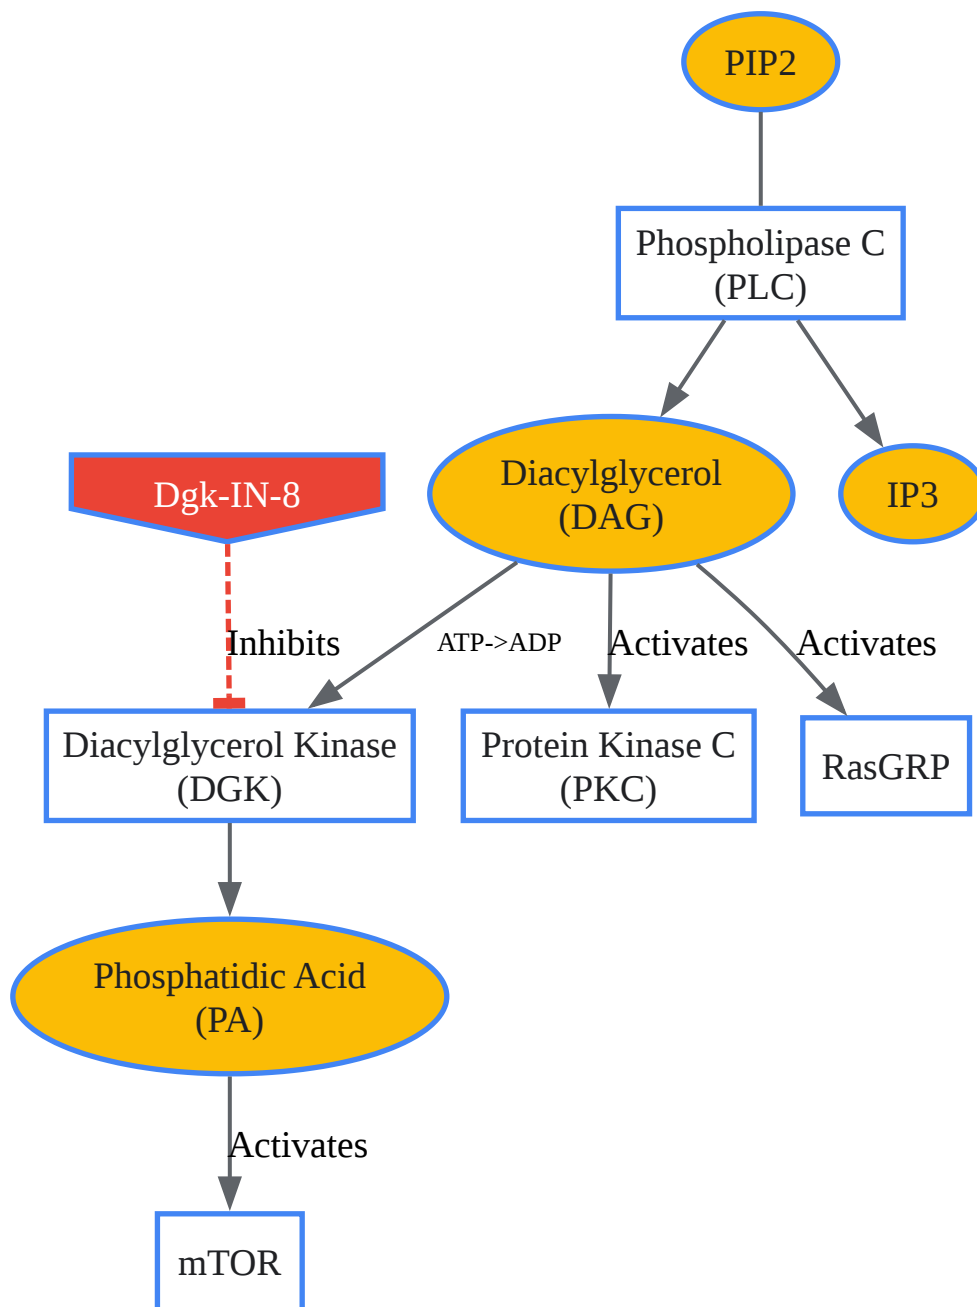 PIP2
Phospholipase C
(PLC)
Diacylglycerol
(DAG)
IP3
Dgk-IN-8
Inhibits
ATP->ADP
Activates
Activates
Diacylglycerol Kinase
(DGK)
Protein Kinase C
(PKC)
RasGRP
Phosphatidic Acid
(PA)
Activates
mTOR